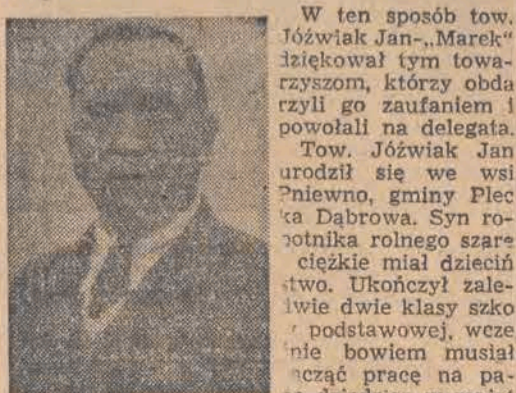 W ten sposób tow.
Jóźwiak Jan-„Marek“
dziękował tym towa-
rzyszom, którzy obda
rzyli go zaufaniem i
powołali na delegata.
Tow. Jóźwiak Jan
urodził się we wsi
Pniewno, gminy Plec
ka Dąbrowa. Syn ro-
botnika rolnego szare
ciężkie miał dzieciń
stwo. Ukończył zale-
dwie dwie klasy szko
podstawowej, wcze
nie bowiem musiał
acząć pracę na pa-